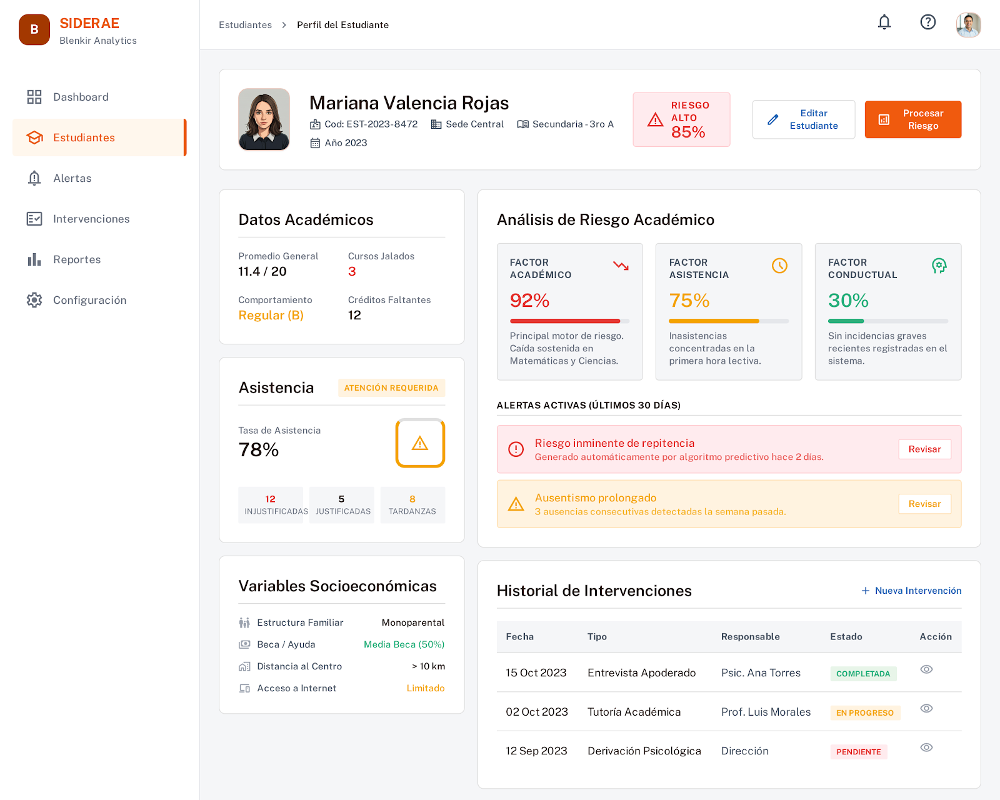 B
SIDERAE
Blenkir Analytics
Dashboard
Estudiantes
Alertas
Intervenciones
Reportes
Configuración
Estudiantes > Perfil del Estudiante
Mariana Valencia Rojas
Cod: EST-2023-8472 Sede Central Secundaria - 3ro A
Año 2023
RIESGO
ALTO
85%
Editar
Estudiante
Procesar
Riesgo
Datos Académicos
Promedio General Cursos Jalados
11.4 / 20 3
Comportamiento Créditos Faltantes
Regular (B) 12
Asistencia ATENCIÓN REQUERIDA
Tasa de Asistencia
78%
12 5 8
INJUSTIFICADAS JUSTIFICADAS TARDANZAS
Variables Socioeconómicas
Estructura Familiar Monoparental
Beca / Ayuda Media Beca (50%)
Distancia al Centro > 10 km
Acceso a Internet Limitado
Análisis de Riesgo Académico
FACTOR
ACADÉMICO
92%
Principal motor de riesgo.
Caída sostenida en
Matemáticas y Ciencias.
FACTOR
ASISTENCIA
75%
Inasistencias
concentradas en la
primera hora lectiva.
FACTOR
CONDUCTUAL
30%
Sin incidencias graves
recientes registradas en el
sistema.
ALERTAS ACTIVAS (ÚLTIMOS 30 DÍAS)
Riesgo inminente de repitencia
Generado automáticamente por algoritmo predictivo hace 2 días.
Revisar
Ausentismo prolongado
3 ausencias consecutivas detectadas la semana pasada.
Revisar
Historial de Intervenciones + Nueva Intervención
Fecha Tipo Responsable Estado Acción
15 Oct 2023 Entrevista Apoderado Psic. Ana Torres COMPLETADA
02 Oct 2023 Tutoría Académica Prof. Luis Morales EN PROGRESO
12 Sep 2023 Derivación Psicológica Dirección PENDIENTE